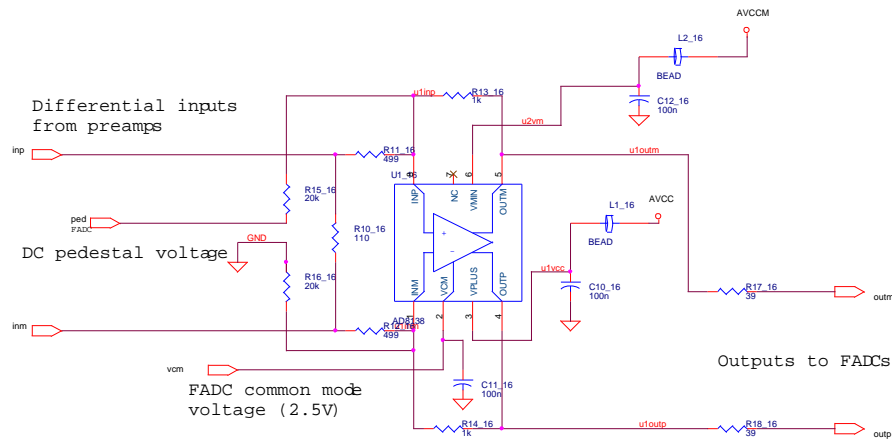 AVCCM
L2_16
BEAD
C12_16
100n
u1inp
R13_16
1k
u2vm
Differential inputs
from preamps
inp
R11_16
499
u1outm
8
7
6
5
U1_16
INP
NC
VMIN
OUTM
R15_16
20k
ped
FADC
R10_16
110
L1_16
AVCC
BEAD
GND
DC pedestal voltage
u1vcc
R16_16
20k
C10_16
100n
INM
VCM
VPLUS
OUTP
R17_16
39
outm
AD8138
inm
R12_16
499
1
2
3
4
Outputs to FADCs
vcm
FADC common mode
voltage (2.5V)
C11_16
100n
R14_16
1k
u1outp
R18_16
39
outp